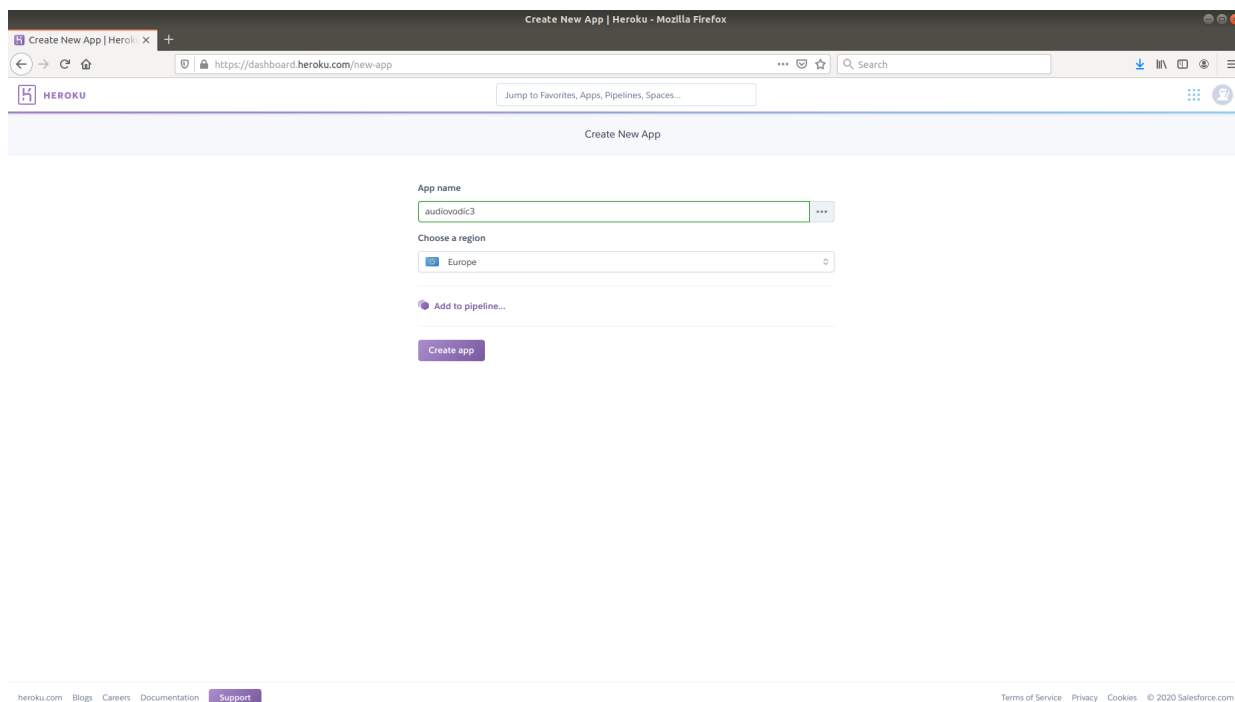 Create New App | Heroku - Mozilla Firefox
Create New App | Herok
https://dashboard.heroku.com/new-app
Search
HEROKU
Jump to Favorites, Apps, Pipelines, Spaces...
Create New App
App name
audiovodic3
Choose a region
Europe
Add to pipeline...
Create app
heroku.com Blogs Careers Documentation Support
Terms of Service Privacy Cookies © 2020 Salesforce.com